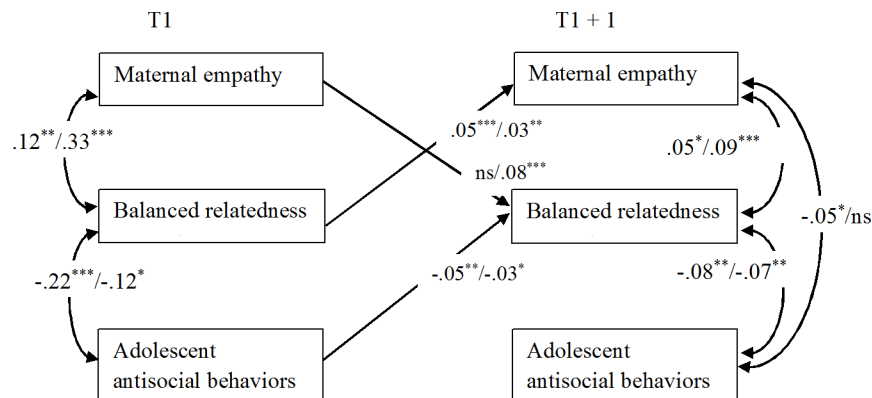 T1
T1 + 1
Maternal empathy
Maternal empathy
.12**/.33***
.05***/.03**
.05*/.09***
ns/.08***
Balanced relatedness
Balanced relatedness
-.05*/ns
-.22***/-.12*
-.05**/-.03*
-.08**/-.07**
Adolescent
antisocial behaviors
Adolescent
antisocial behaviors